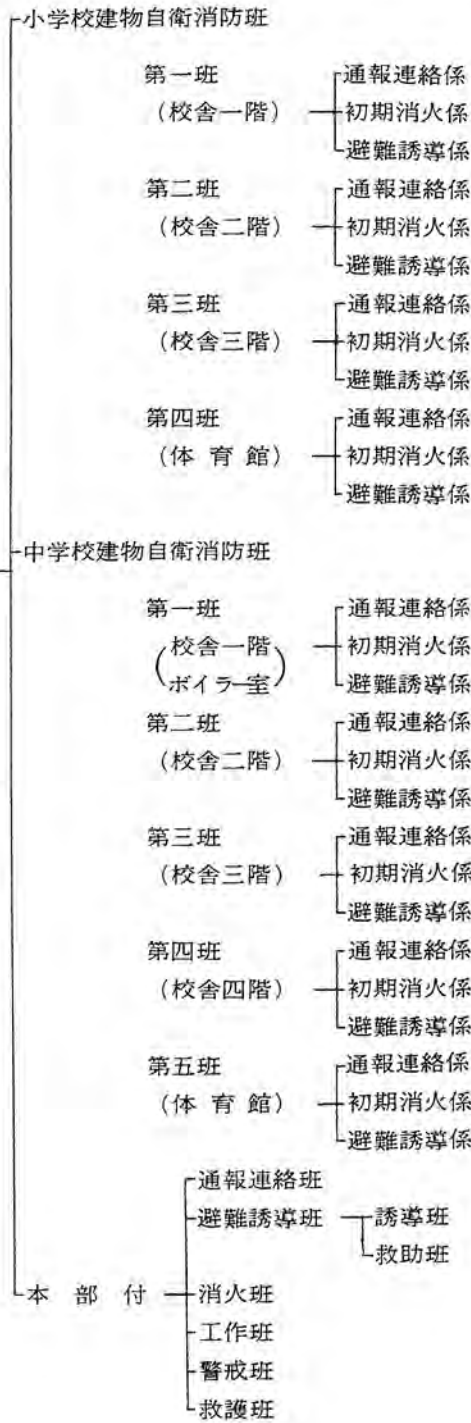 小学校建物自衛消防班
第一班
通報連絡係
(校舎一階)
初期消火係
避難誘導係
第二班
通報連絡係
(校舎二階)
初期消火係
避難誘導係
第三班
通報連絡係
(校舎三階)
初期消火係
避難誘導係
第四班
通報連絡係
(体育館)
初期消火係
避難誘導係
中学校建物自衛消防班
第一班
通報連絡係
(校舎一階
初期消火係
ボイラー室)
避難誘導係
第二班
通報連絡係
(校舎二階)
初期消火係
避難誘導係
第三班
通報連絡係
(校舎三階)
初期消火係
避難誘導係
第四班
通報連絡係
(校舎四階)
初期消火係
避難誘導係
第五班
通報連絡係
(体育館)
初期消火係
避難誘導係
通報連絡班
避難誘導班
誘導班
救助班
本部付
消火班
工作班
警戒班
救護班